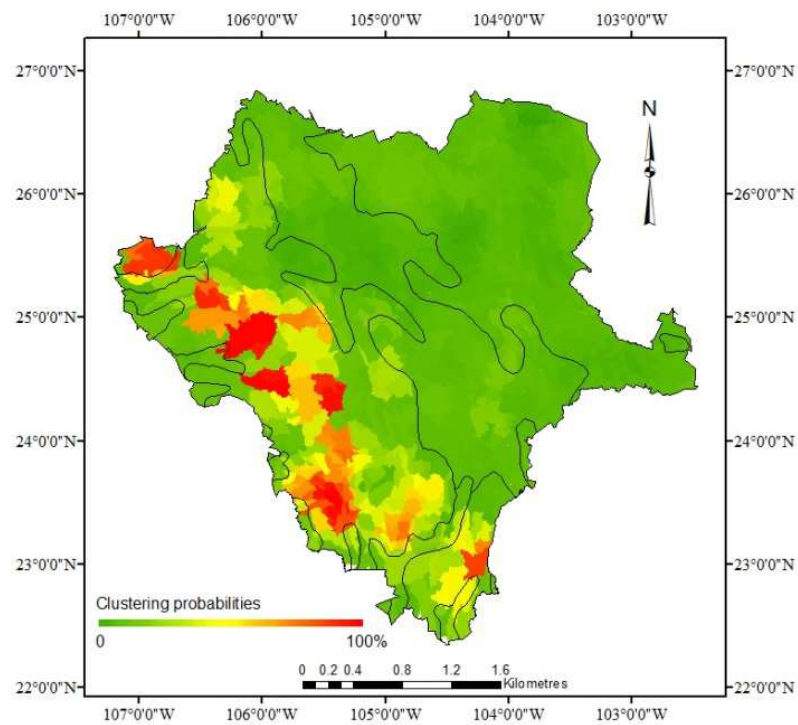 107°0'0"W 106°0'0"W 105°0'0"W 104°0'0"W 103°0'0"W
27°0'0"N 27°0'0"N
N
26°0'0"N 26°0'0"N
25°0'0"N 25°0'0"N
24°0'0"N 24°0'0"N
23°0'0"N 23°0'0"N
Clustering probabilities
0 100%
0 0.2 0.4 0.8 1.2 1.6
Kilometres
22°0'0"N 22°0'0"N
107°0'0"W 106°0'0"W 105°0'0"W 104°0'0"W 103°0'0"W